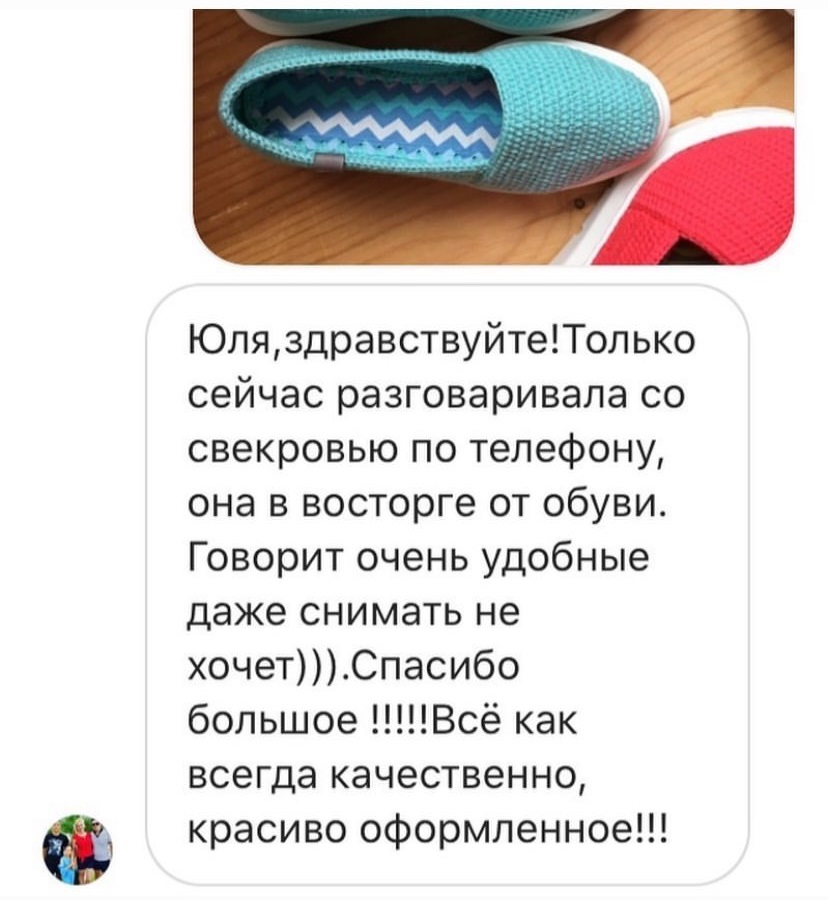 Юля,здравствуйте!Только
сейчас разговаривала со
свекровью по телефону,
она в восторге от обуви.
Говорит очень удобные
даже снимать не
хочет))).Спасибо
большое !!!!!Всё как
всегда качественно,
красиво оформленное!!!